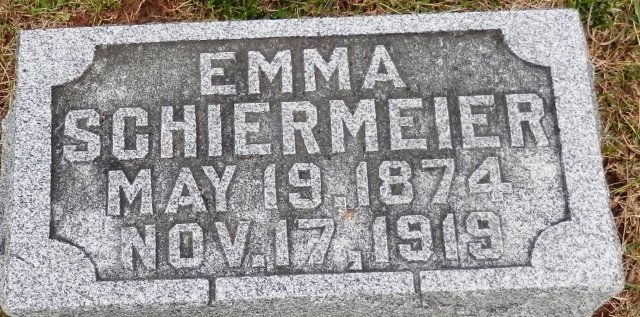 EMMA
SCHIERMEIER
MAY 19, 1874
NOV. 17, 1919